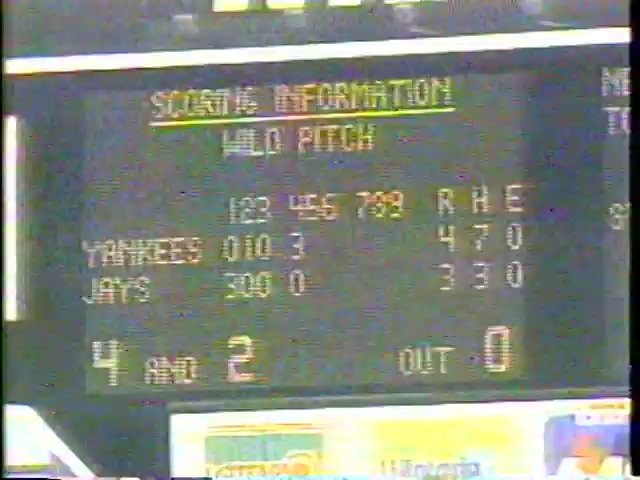 SCORING INFORMATION
WILD PITCH
123 456 789 R H E
YANKEES 010 3 4 7 0
JAYS 300 0 3 3 0
4 AND 2 OUT 0